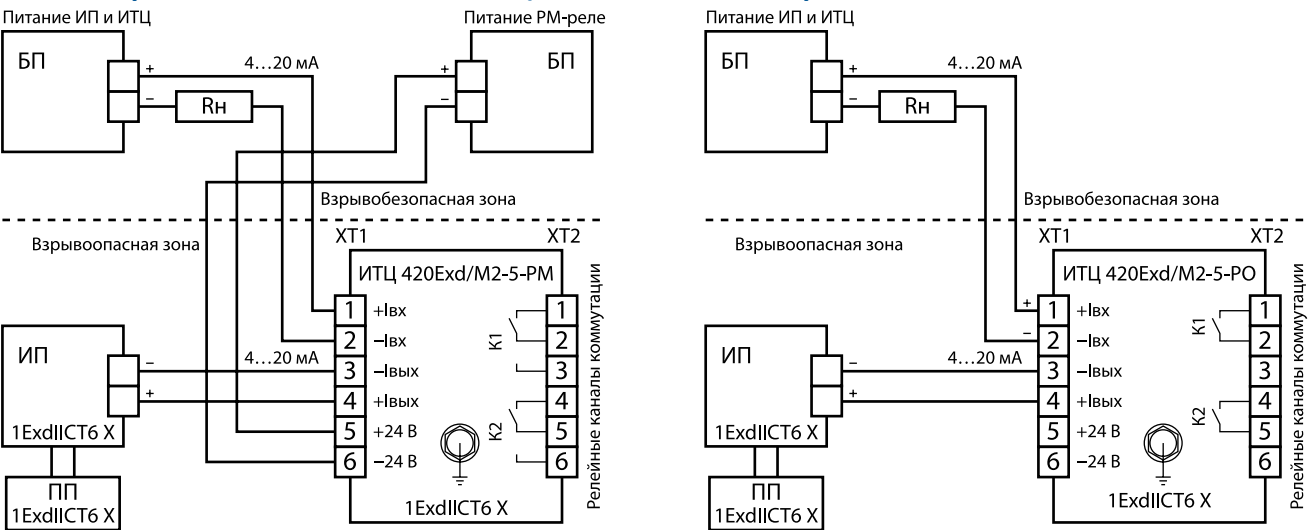 Питание ИП и ИТЦ
Питание РМ-реле
БП
+
4…20 мА
–
Rн
+
БП
–
Взрывобезопасная зона
Взрывоопасная зона
XT1
XT2
ИТЦ 420Exd/М2-5-РМ
1 +Iвх
2 –Iвх
3 –Iвых
4 +Iвых
5 +24 В
6 –24 В
K1
K2
1
2
3
4
5
6
Релейные каналы коммутации
1ExdIICT6 X
ИП
–
4…20 мА
+
1ExdIICT6 X
ПП
1ExdIICT6 X
Питание ИП и ИТЦ
БП
+
4…20 мА
–
Rн
Взрывобезопасная зона
Взрывоопасная зона
XT1
XT2
ИТЦ 420Exd/М2-5-РО
+
1 +Iвх
–
2 –Iвх
3 –Iвых
4 +Iвых
5 +24 В
6 –24 В
K1
K2
1
2
3
4
5
6
Релейные каналы коммутации
1ExdIICT6 X
ИП
–
4…20 мА
+
1ExdIICT6 X
ПП
1ExdIICT6 X